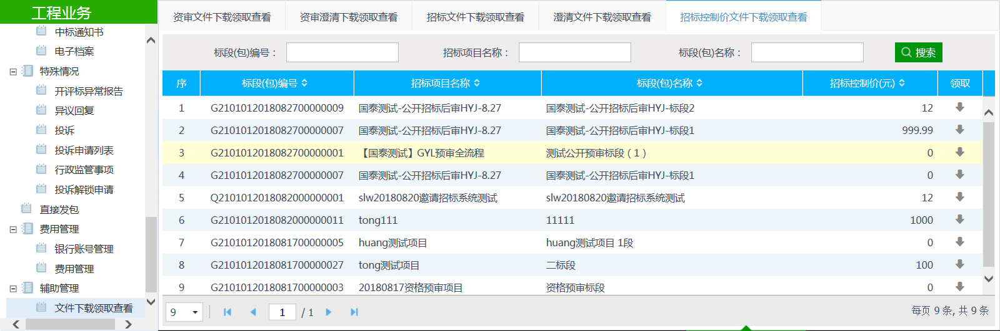 工程业务
中标通知书
电子档案
特殊情况
开评标异常报告
异议回复
投诉
投诉申请列表
行政监管事项
投诉解锁申请
直接发包
费用管理
银行账号管理
费用管理
辅助管理
文件下载领取查看
资审文件下载领取查看 资审澄清下载领取查看 招标文件下载领取查看 澄清文件下载领取查看 招标控制价文件下载领取查看
标段(包)编号： 招标项目名称： 标段(包)名称： 搜索
序 标段(包)编号 招标项目名称 标段(包)名称 招标控制价(元) 领取
1 G2101012018082700000009 国泰测试-公开招标后审HYJ-8.27 国泰测试-公开招标后审HYJ-标段2 12
2 G2101012018082700000007 国泰测试-公开招标后审HYJ-8.27 国泰测试-公开招标后审HYJ-标段1 999.99
3 G2101012018082700000001 【国泰测试】GYL预审全流程 测试公开预审标段（1） 0
4 G2101012018082700000007 国泰测试-公开招标后审HYJ-8.27 国泰测试-公开招标后审HYJ-标段1 0
5 Q2101012018082000000001 slw20180820邀请招标系统测试 slw20180820邀请招标系统测试 12
6 G2101012018082000000011 tong111 11111 1000
7 G2101012018081700000005 huang测试项目 huang测试项目 1段 0
8 G2101012018081700000027 tong测试项目 二标段 100
9 G2101012018081700000003 20180817资格预审项目 资格预审标段 0
9 1 / 1 每页 9 条, 共 9 条